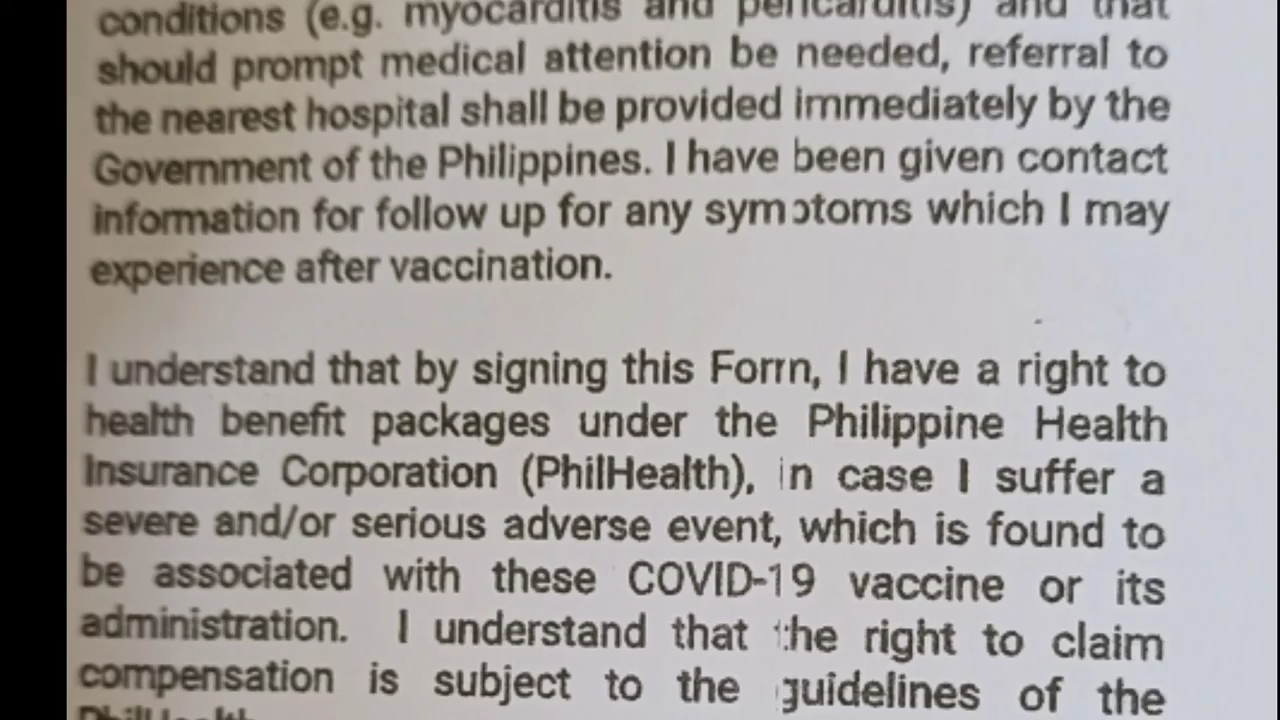 conditions (e.g. myocarditis and pericarditis) and that
should prompt medical attention be needed, referral to
the nearest hospital shall be provided immediately by the
Government of the Philippines. I have been given contact
information for follow up for any symptoms which I may
experience after vaccination.
I understand that by signing this Form, I have a right to
health benefit packages under the Philippine Health
Insurance Corporation (PhilHealth), in case I suffer a
severe and/or serious adverse event, which is found to
be associated with these COVID-19 vaccine or its
administration. I understand that the right to claim
compensation is subject to the guidelines of the
PhilHealth.